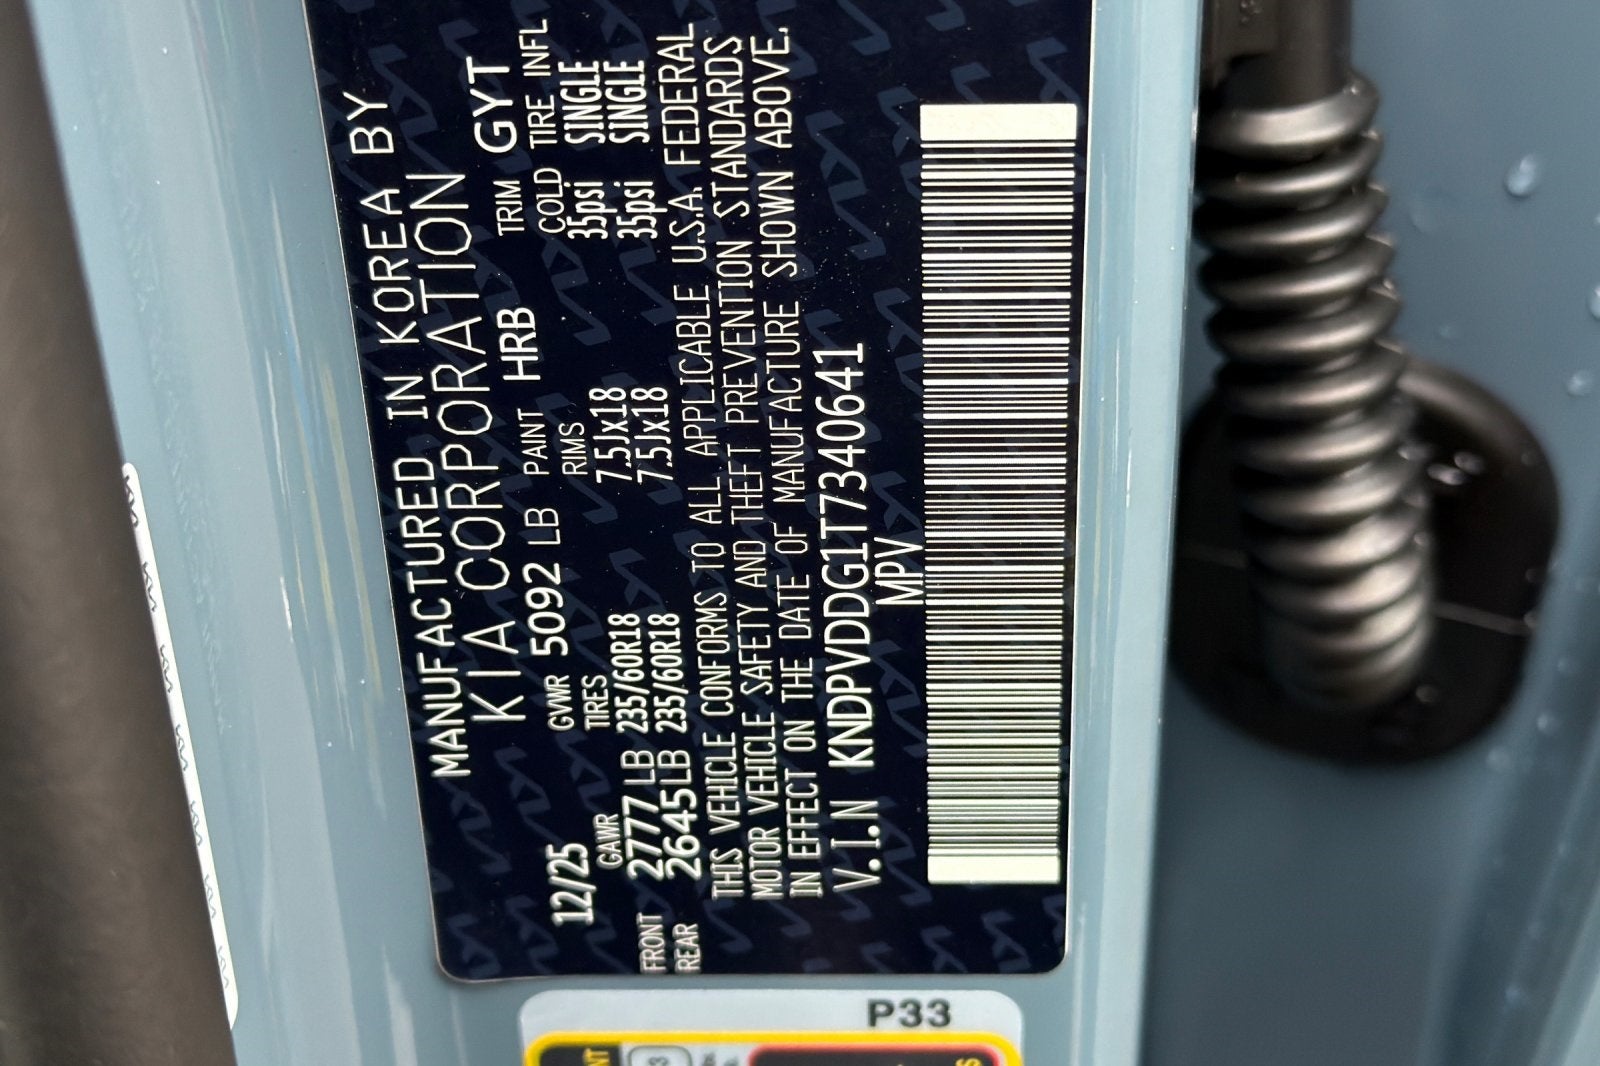 MANUFACTURED IN KOREA BY
KIA CORPORATION
12/25 GVWR 5092 LB PAINT HRB TRIM GYT
GAWR TIRES RIMS COLD TIRE INFL
FRONT 2777 LB 235/60R18 7.5Jx18 35psi SINGLE
REAR 2645LB 235/60R18 7.5Jx18 35psi SINGLE
THIS VEHICLE CONFORMS TO ALL APPLICABLE U.S.A. FEDERAL
MOTOR VEHICLE SAFETY AND THEFT PREVENTION STANDARDS
IN EFFECT ON THE DATE OF MANUFACTURE SHOWN ABOVE.
V.I.N KNDPVDDG1T7340641
MPV
P33